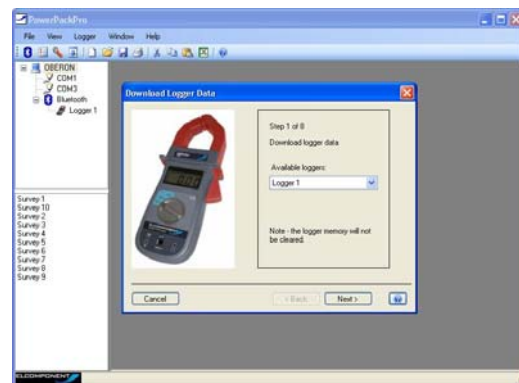 PowerPackPro
File View Logger Window Help
OBERON
COM1
COM3
Bluetooth
Logger 1
Survey 1
Survey 10
Survey 2
Survey 3
Survey 4
Survey 5
Survey 6
Survey 7
Survey 8
Survey 9
Download Logger Data
Step 1 of 8
Download logger data
Available loggers:
Logger 1
Note - the logger memory will not
be cleared.
Cancel
< Back
Next >
ELCOMPONENT